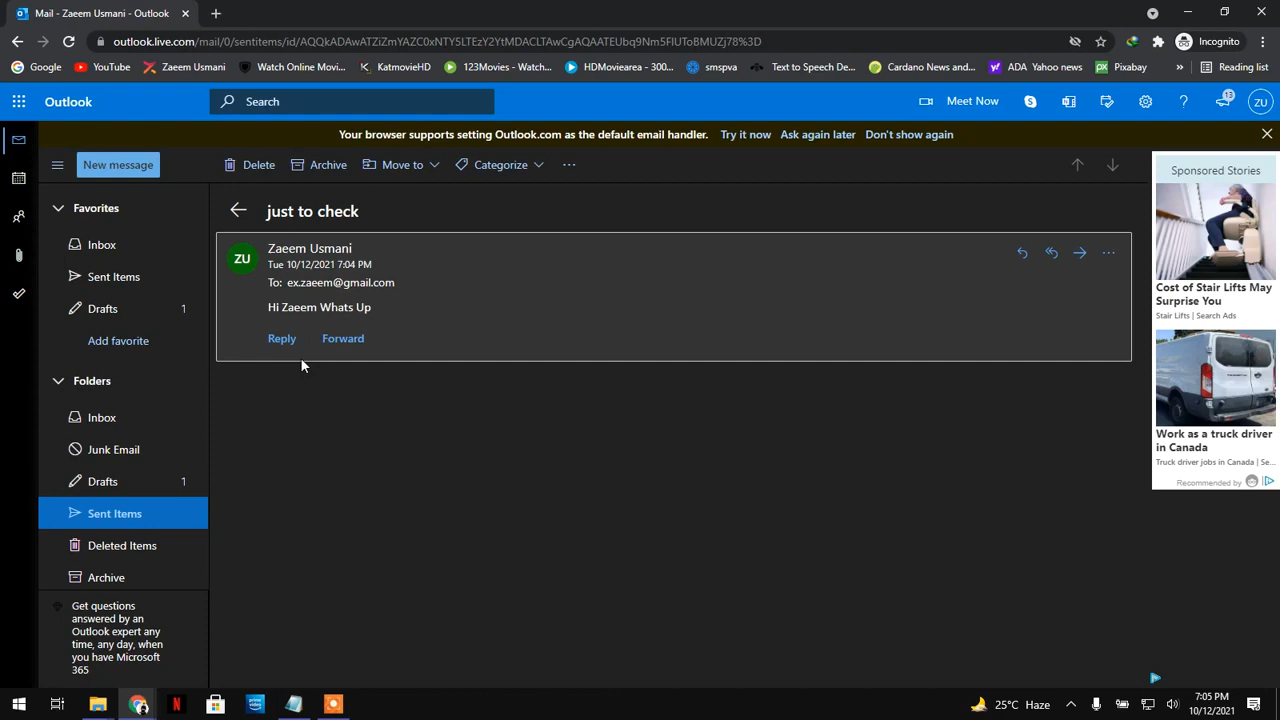 Mail - Zaeem Usmani - Outlook
outlook.live.com/mail/0/sentitems/id/AQQkADAwATZiZmYAZC0xNTY5LTEzY2YtMDACLTAwCgAQAATEUbq9Nm5FlUToBMUZj78%3D
Incognito
Google
YouTube
Zaeem Usmani
Watch Online Movi...
KatmovieHD
123Movies - Watc...
HDMoviearea - 300...
smspva
Text to Speech De...
Cardano News and...
ADA Yahoo news
Pixabay
»
Reading list
Outlook
Search
Meet Now
13
ZU
Your browser supports setting Outlook.com as the default email handler.
Try it now
Ask again later
Don't show again
New message
Delete
Archive
Move to
Categorize
Favorites
Inbox
Sent Items
Drafts 1
Add favorite
Folders
Inbox
Junk Email
Drafts 1
Sent Items
Deleted Items
Archive
Get questions
answered by an
Outlook expert any
time, any day, when
you have Microsoft
365
just to check
ZU
Zaeem Usmani
Tue 10/12/2021 7:04 PM
To: ex.zaeem@gmail.com
Hi Zaeem Whats Up
Reply
Forward
Sponsored Stories
Cost of Stair Lifts May
Surprise You
Stair Lifts | Search Ads
Work as a truck driver
in Canada
Truck driver jobs in Canada | Se...
Recommended by
25°C Haze
7:05 PM
10/12/2021